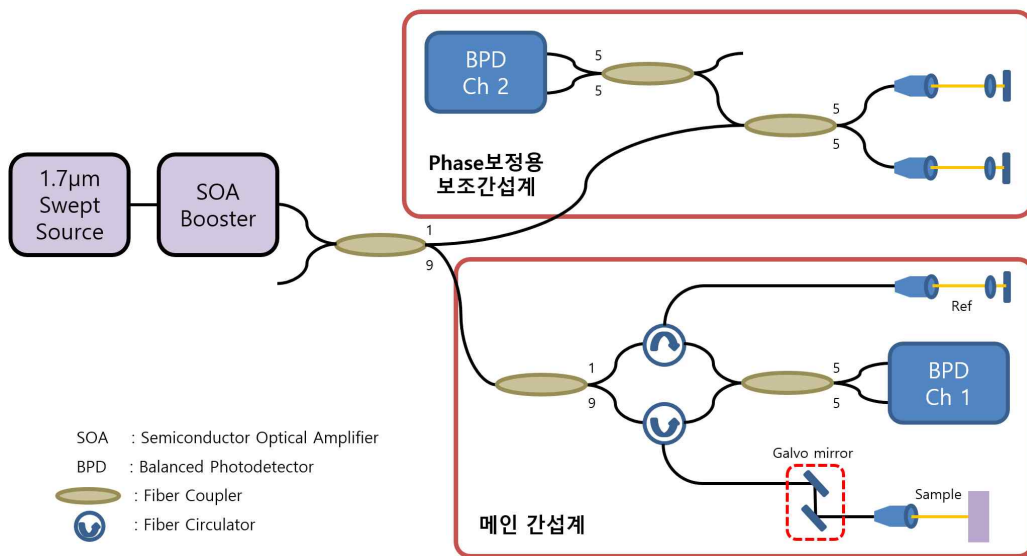 BPD
Ch 2
5
5
5
5
Phase보정용
보조간섭계
1.7μm
Swept
Source
SOA
Booster
1
9
Ref
1
9
5
5
BPD
Ch 1
Galvo mirror
Sample
메인 간섭계
SOA : Semiconductor Optical Amplifier
BPD : Balanced Photodetector
: Fiber Coupler
: Fiber Circulator